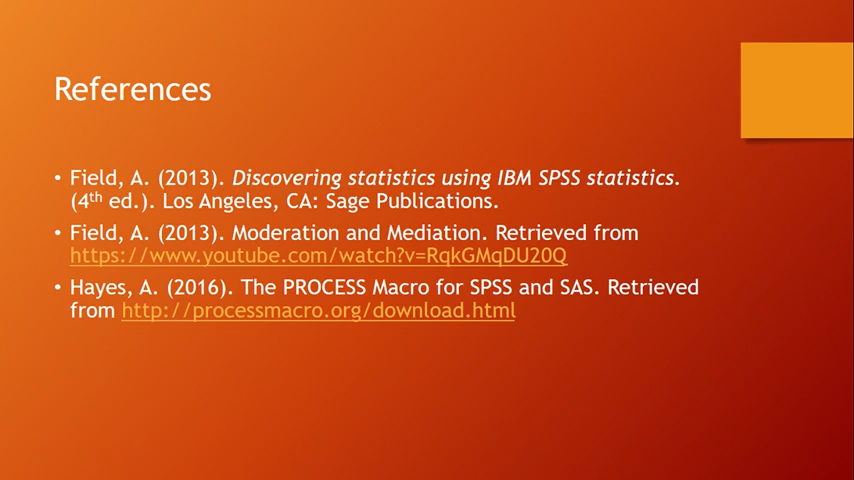 References
• Field, A. (2013). Discovering statistics using IBM SPSS statistics.
(4th ed.). Los Angeles, CA: Sage Publications.
• Field, A. (2013). Moderation and Mediation. Retrieved from
https://www.youtube.com/watch?v=RqkGMqDU20Q
• Hayes, A. (2016). The PROCESS Macro for SPSS and SAS. Retrieved
from http://processmacro.org/download.html